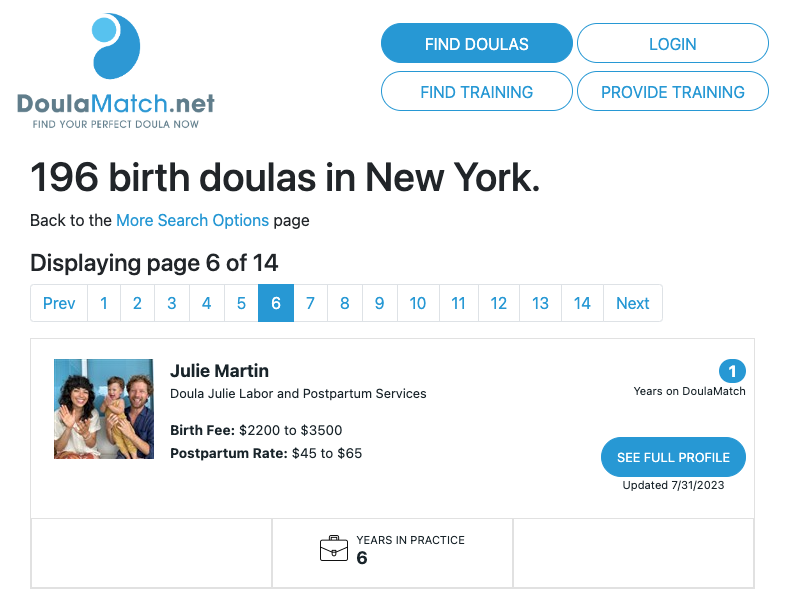 DoulaMatch.net
FIND YOUR PERFECT DOULA NOW
FIND DOULAS
LOGIN
FIND TRAINING
PROVIDE TRAINING
196 birth doulas in New York.
Back to the More Search Options page
Displaying page 6 of 14
Prev 1 2 3 4 5 6 7 8 9 10 11 12 13 14 Next
Julie Martin
Doula Julie Labor and Postpartum Services
Birth Fee: $2200 to $3500
Postpartum Rate: $45 to $65
1
Years on DoulaMatch
SEE FULL PROFILE
Updated 7/31/2023
YEARS IN PRACTICE
6